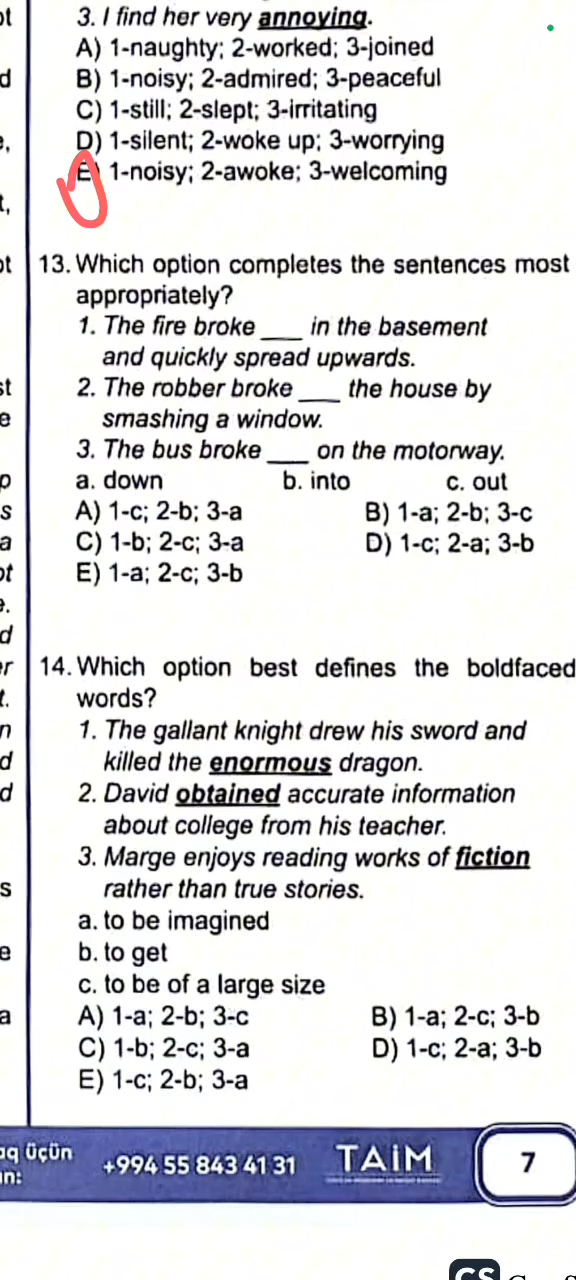 3. I find her very annoying.
A) 1-naughty; 2-worked; 3-joined
B) 1-noisy; 2-admired; 3-peaceful
C) 1-still; 2-slept; 3-irritating
D) 1-silent; 2-woke up; 3-worrying
E) 1-noisy; 2-awoke; 3-welcoming
13. Which option completes the sentences most
appropriately?
1. The fire broke ___ in the basement
and quickly spread upwards.
2. The robber broke ___ the house by
smashing a window.
3. The bus broke ___ on the motorway.
a. down b. into c. out
A) 1-c; 2-b; 3-a B) 1-a; 2-b; 3-c
C) 1-b; 2-c; 3-a D) 1-c; 2-a; 3-b
E) 1-a; 2-c; 3-b
14. Which option best defines the boldfaced
words?
1. The gallant knight drew his sword and
killed the enormous dragon.
2. David obtained accurate information
about college from his teacher.
3. Marge enjoys reading works of fiction
rather than true stories.
a. to be imagined
b. to get
c. to be of a large size
A) 1-a; 2-b; 3-c B) 1-a; 2-c; 3-b
C) 1-b; 2-c; 3-a D) 1-c; 2-a; 3-b
E) 1-c; 2-b; 3-a
üçün
+994 55 843 41 31 TAİM 7
CS